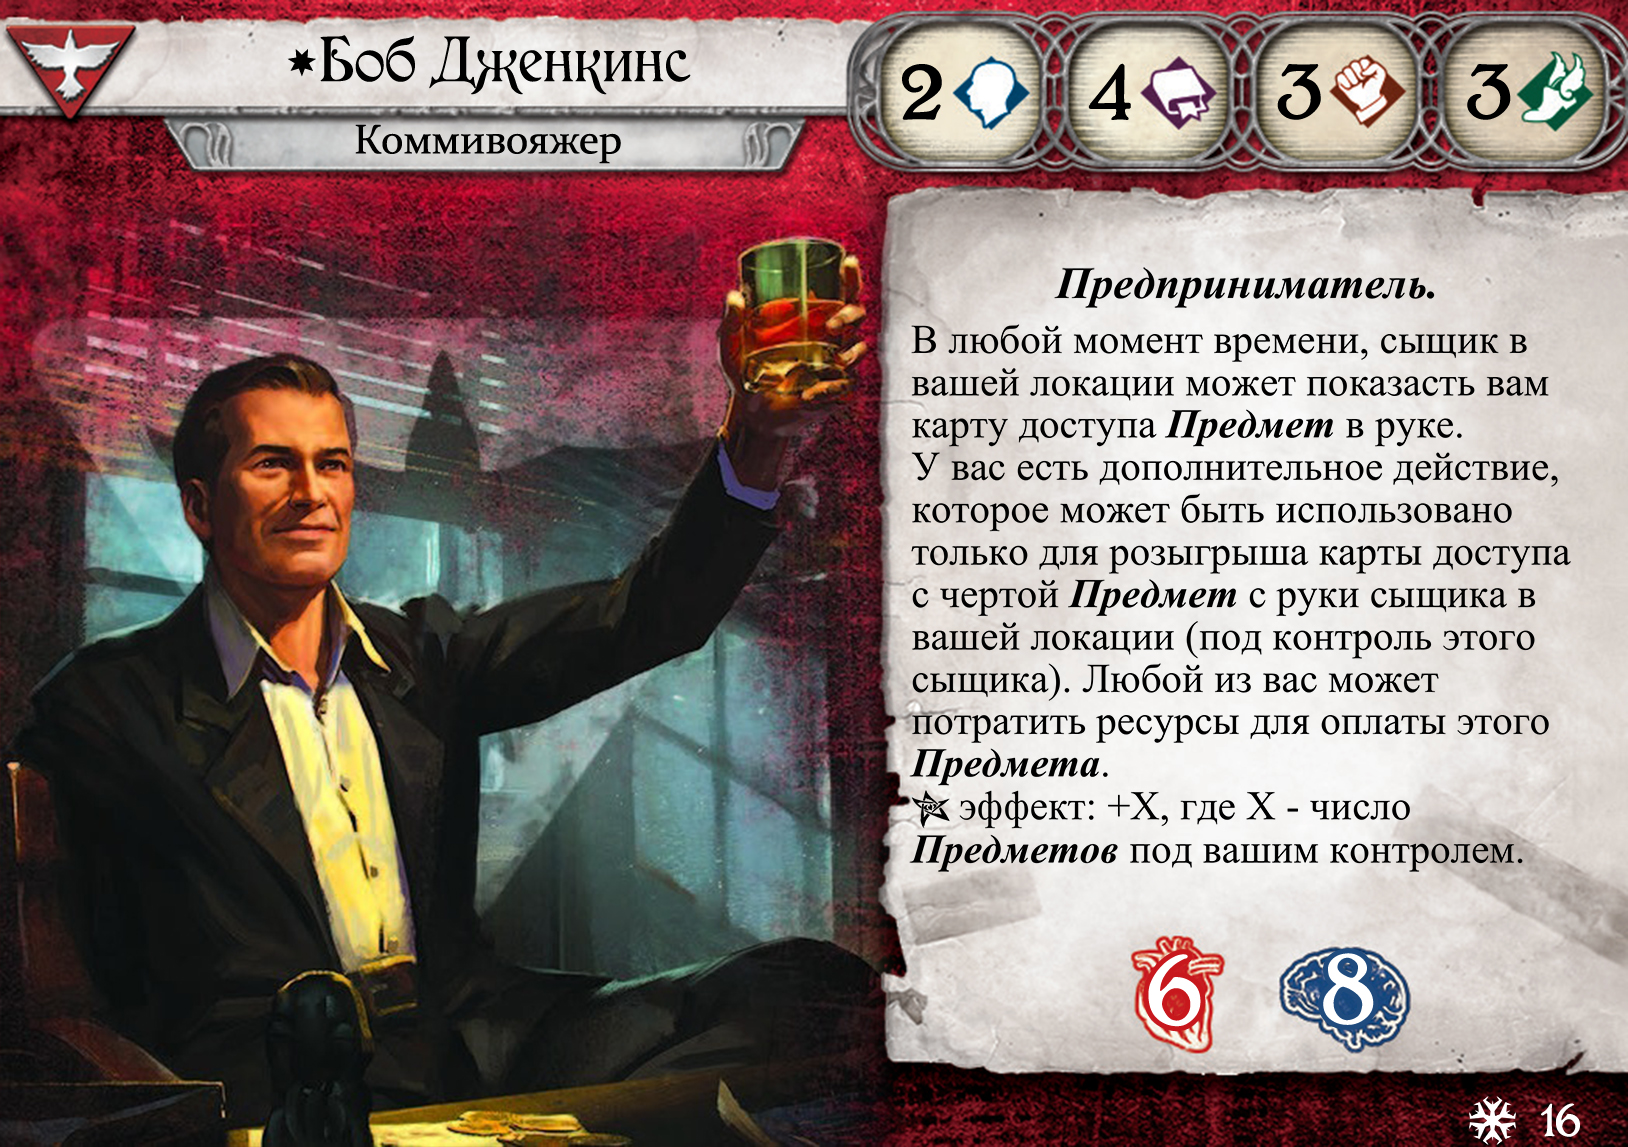 Боб Дженкинс
2 4 3 3
Коммивояжер
Предприниматель.
В любой момент времени, сыщик в
вашей локации может показасть вам
карту доступа Предмет в руке.
У вас есть дополнительное действие,
которое может быть использовано
только для розыгрыша карты доступа
с чертой Предмет с руки сыщика в
вашей локации (под контроль этого
сыщика). Любой из вас может
потратить ресурсы для оплаты этого
Предмета.
эффект: +X, где X - число
Предметов под вашим контролем.
6 8
16